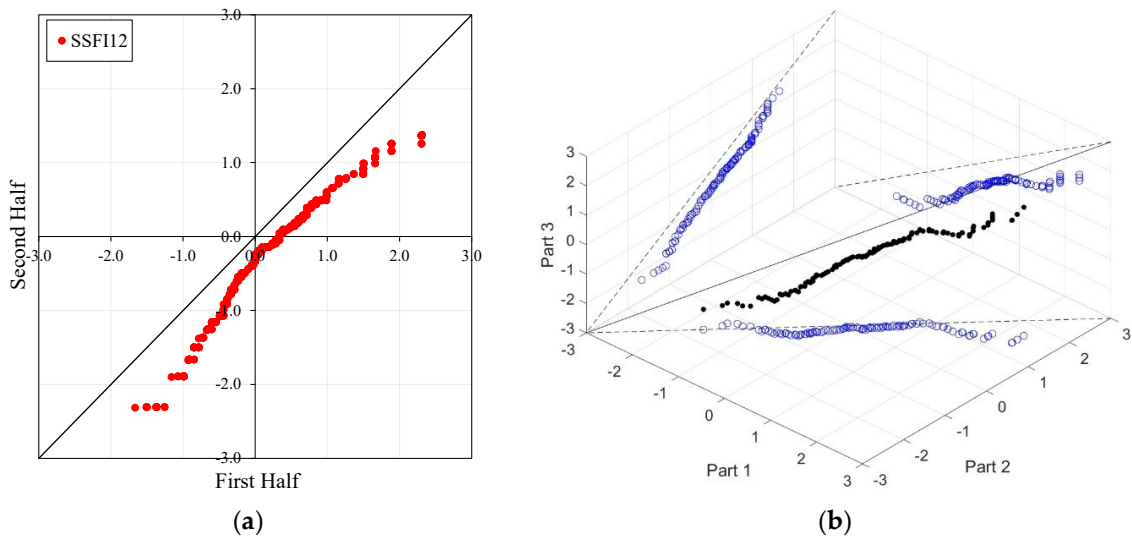 3.0
SSFI12
2.0
1.0
0.0
-3.0 -2.0 -1.0 0.0 1.0 2.0 3.0
-1.0
-2.0
-3.0
Second Half
First Half
(a)
3
2
1
0
-1
-2
-3
Part 3
-3 -2 -1 0 1 2 3
Part 1
-3 -2 -1 0 1 2 3
Part 2
(b)